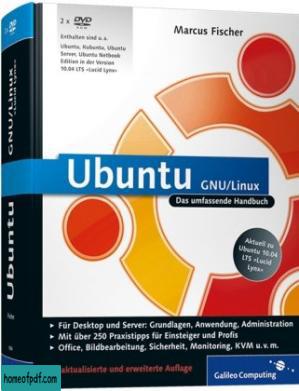 2 x DVD
Enthalten sind u. a.
Ubuntu, Kubuntu, Ubuntu
Server, Ubuntu Netbook
Edition in der Version
10.04 LTS »Lucid Lynx«
Marcus Fischer
Ubuntu GNU/Linux
Das umfassende Handbuch
Aktuell zu
Ubuntu 10.04
LTS »Lucid
Lynx«
Für Desktop und Server: Grundlagen, Anwendung, Administration
Mit über 250 Praxistipps für Einsteiger und Profis
Office, Bildbearbeitung, Sicherheit, Monitoring, KVM u. v. m.
aktualisierte und erweiterte Auflage
Galileo Computing
Ubuntu GNU/Linux
»Lucid Lynx«
Fischer
homeofpdf.com